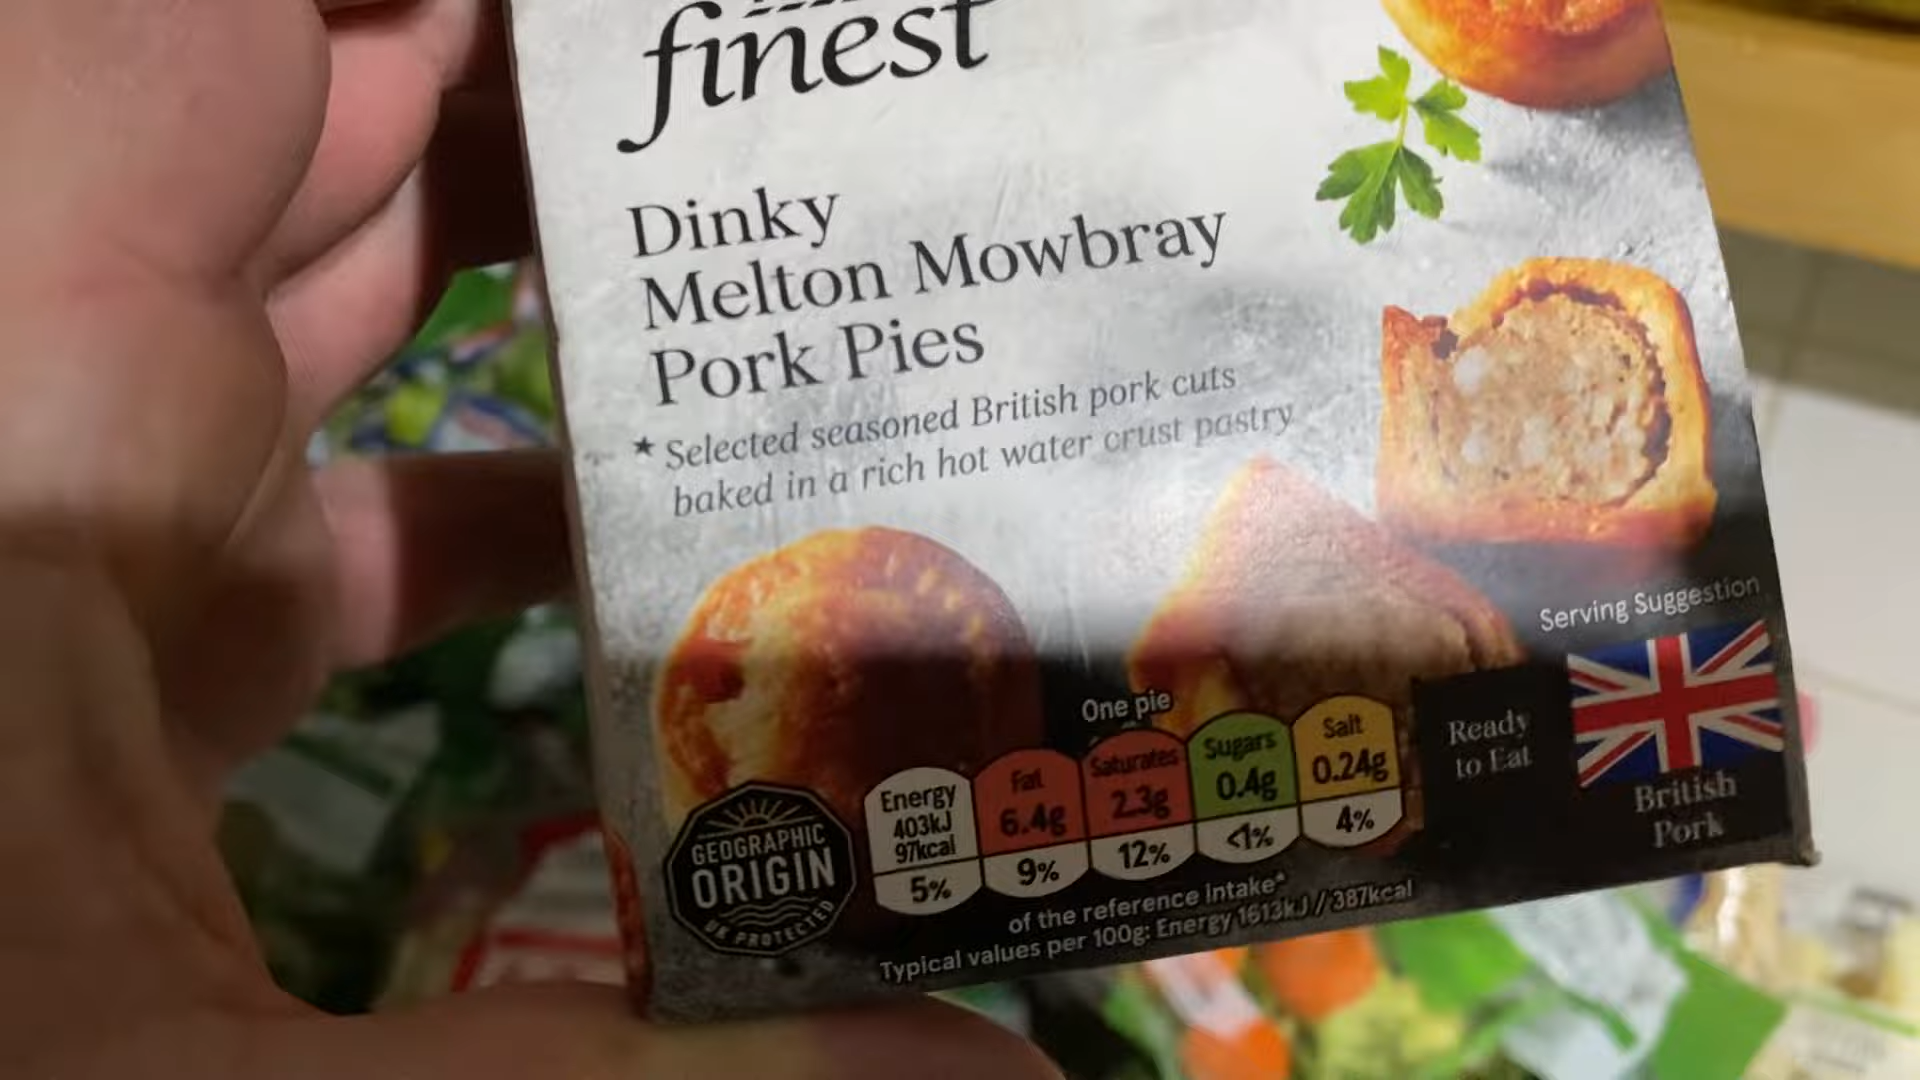 finest
Dinky
Melton Mowbray
Pork Pies
* Selected seasoned British pork cuts
baked in a rich hot water crust pastry
Serving Suggestion
One pie
Energy
403kJ
97kcal
5%
Fat
6.4g
9%
Saturates
2.3g
12%
Sugars
0.4g
<1%
Salt
0.24g
4%
of the reference intake*
Typical values per 100g: Energy 1613kJ / 387kcal
GEOGRAPHIC
ORIGIN
UK PROTECTED
Ready
to Eat
British
Pork